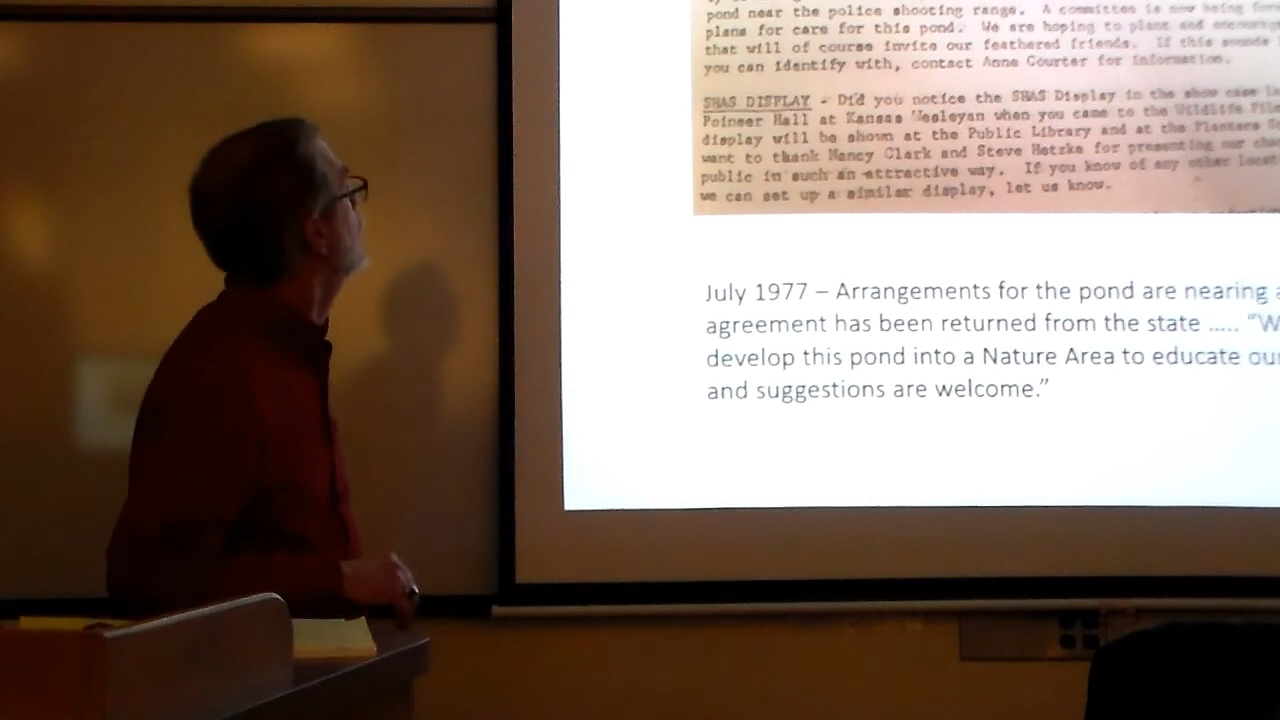 pond near the police shooting range. A committee is now being
plans for care for this pond. We are hoping to plant and
that will of course invite our feathered friends. If this sounds
you can identify with, contact Anne Courter for information.
SHAS DISPLAY - Did you notice the SHAS Display in the show case
Poineer Hall at Kansas Wesleyan when you came to the Wildlife
display will be shown at the Public Library and at the Planters
want to thank Nancy Clark and Steve Hetzke for presenting our
public in such an attractive way. If you know of any other
we can set up a similar display, let us know.
July 1977 – Arrangements for the pond are nearing
agreement has been returned from the state ..... “W
develop this pond into a Nature Area to educate ou
and suggestions are welcome.”